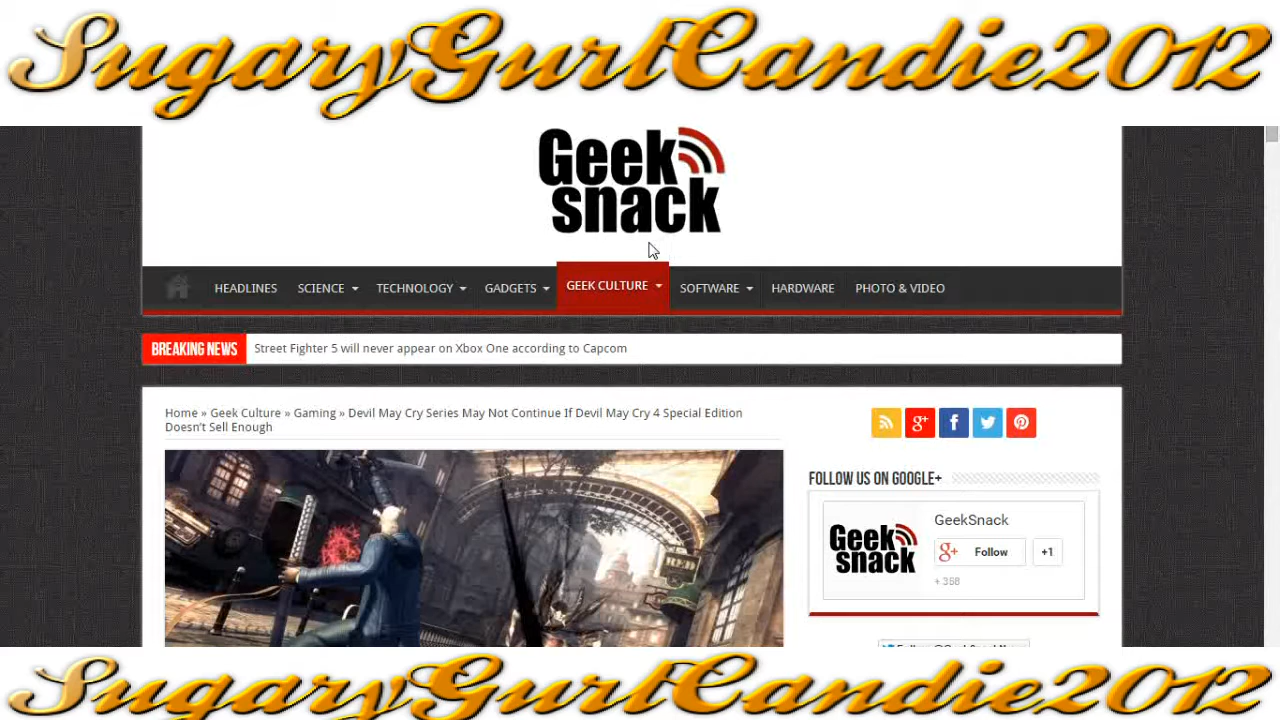 SugaryGurlCandie2012
Geek
snack
HEADLINES SCIENCE TECHNOLOGY GADGETS GEEK CULTURE SOFTWARE HARDWARE PHOTO & VIDEO
BREAKING NEWS Street Fighter 5 will never appear on Xbox One according to Capcom
Home » Geek Culture » Gaming » Devil May Cry Series May Not Continue If Devil May Cry 4 Special Edition
Doesn't Sell Enough
FOLLOW US ON GOOGLE+
Geek
snack
GeekSnack
g+ Follow +1
SugaryGurlCandie2012